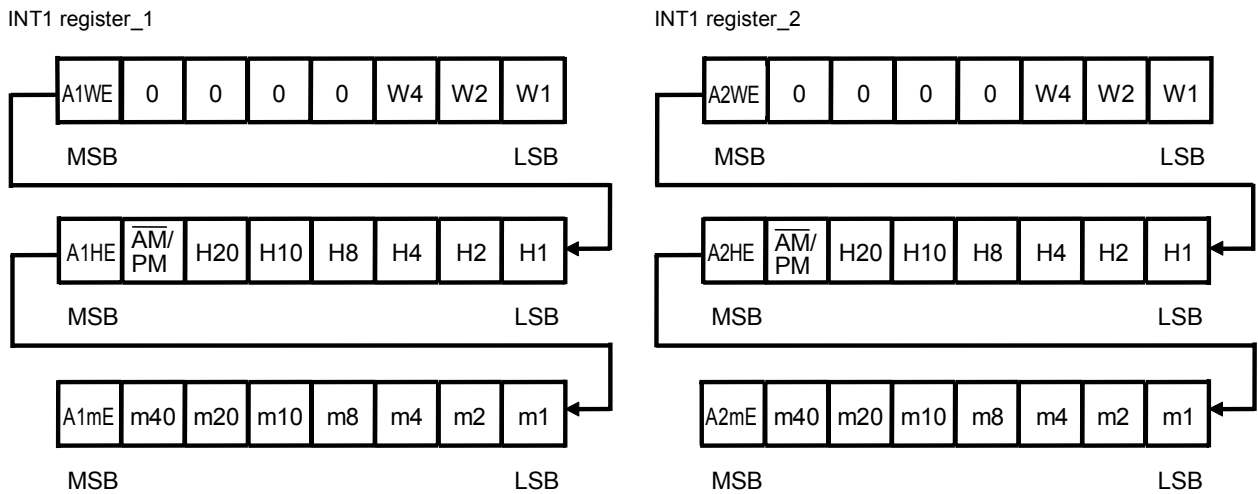 INT1 register_1
A1WE 0 0 0 0 W4 W2 W1
MSB LSB
A1HE AM/PM H20 H10 H8 H4 H2 H1
MSB LSB
A1mE m40 m20 m10 m8 m4 m2 m1
MSB LSB
INT1 register_2
A2WE 0 0 0 0 W4 W2 W1
MSB LSB
A2HE AM/PM H20 H10 H8 H4 H2 H1
MSB LSB
A2mE m40 m20 m10 m8 m4 m2 m1
MSB LSB